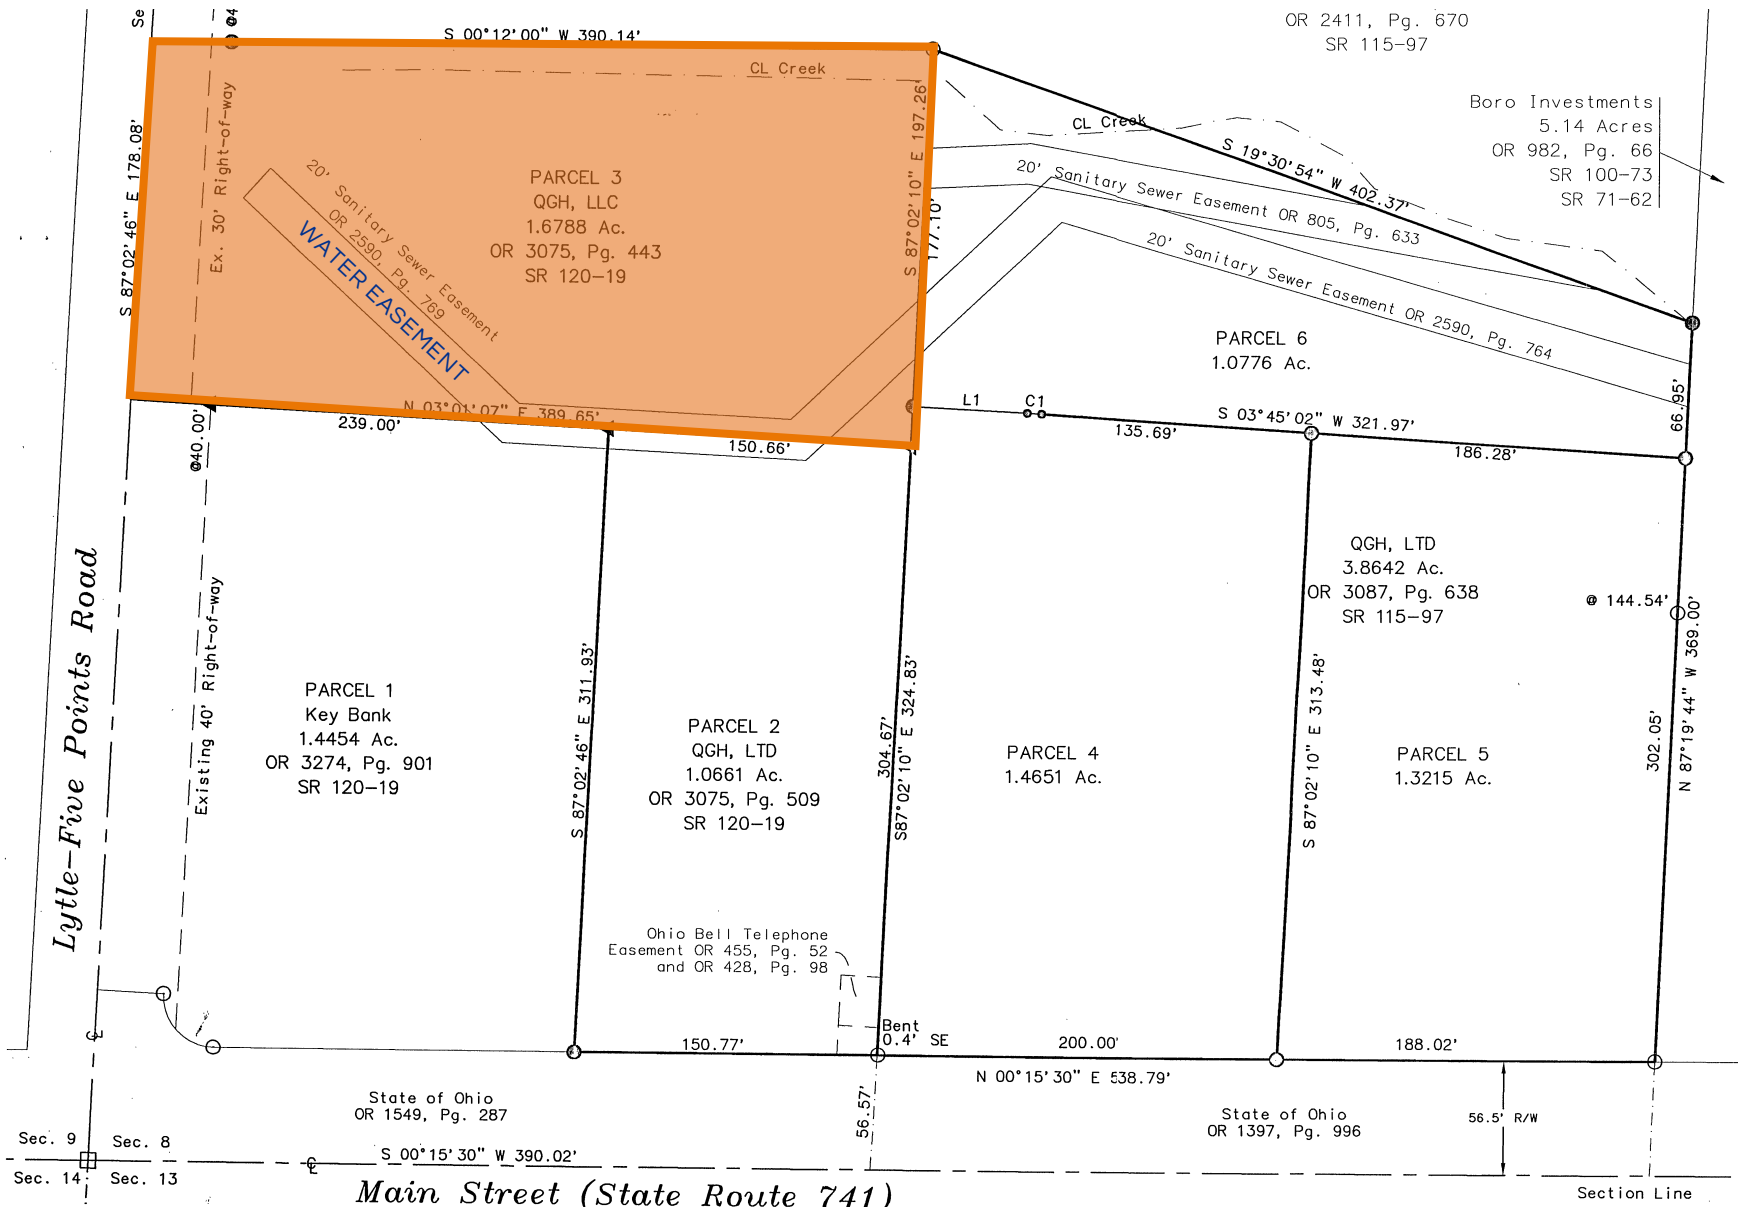 Se
@4
S 00°12'00" W 390.14'
OR 2411, Pg. 670
SR 115-97
CL Creek
CL Creek
Boro Investments
5.14 Acres
OR 982, Pg. 66
SR 100-73
SR 71-62
S 87°02'46" E 178.08'
Ex. 30' Right-of-way
20' Sanitary Sewer Easement
OR 2590, Pg. 769
WATER EASEMENT
PARCEL 3
QGH, LLC
1.6788 Ac.
OR 3075, Pg. 443
SR 120-19
S 87°02'10" E 197.26'
177.10'
S 19°30'54" W 402.37'
20' Sanitary Sewer Easement OR 805, Pg. 633
20' Sanitary Sewer Easement OR 2590, Pg. 764
PARCEL 6
1.0776 Ac.
66.95'
N 03°01'07" E 389.65'
239.00'
150.66'
@40.00'
L1
C1
S 03°45'02" W 321.97'
135.69'
186.28'
Lytle-Five Points Road
Existing 40' Right-of-way
PARCEL 1
Key Bank
1.4454 Ac.
OR 3274, Pg. 901
SR 120-19
S 87°02'46" E 311.93'
PARCEL 2
QGH, LTD
1.0661 Ac.
OR 3075, Pg. 509
SR 120-19
304.67'
S87°02'10" E 324.83'
PARCEL 4
1.4651 Ac.
S 87°02'10" E 313.48'
QGH, LTD
3.8642 Ac.
OR 3087, Pg. 638
SR 115-97
@ 144.54'
PARCEL 5
1.3215 Ac.
302.05'
N 87°19'44" W 369.00'
Ohio Bell Telephone
Easement OR 455, Pg. 52
and OR 428, Pg. 98
Bent
0.4' SE
150.77'
200.00'
188.02'
N 00°15'30" E 538.79'
56.57'
State of Ohio
OR 1549, Pg. 287
State of Ohio
OR 1397, Pg. 996
56.5' R/W
Sec. 9
Sec. 8
Sec. 14
Sec. 13
S 00°15'30" W 390.02'
Main Street (State Route 741)
Section Line